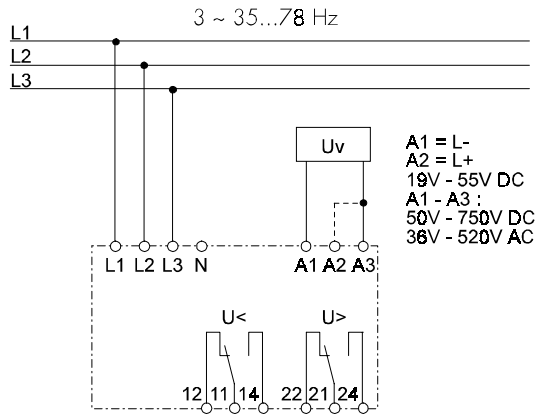 3 ~ 35...78 Hz
L1
L2
L3
Uv
A1 = L-
A2 = L+
19V - 55V DC
A1 - A3 :
50V - 750V DC
36V - 520V AC
L1 L2 L3 N A1 A2 A3
U< U>
12 11 14 22 21 24